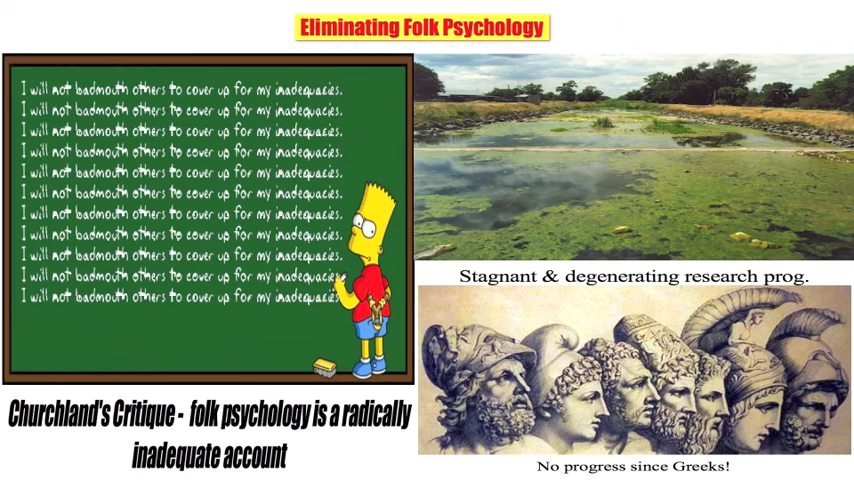 Eliminating Folk Psychology
I will not badmouth others to cover up for my inadequacies.
I will not badmouth others to cover up for my inadequacies.
I will not badmouth others to cover up for my inadequacies.
I will not badmouth others to cover up for my inadequacies.
I will not badmouth others to cover up for my inadequacies.
I will not badmouth others to cover up for my inadequacies.
I will not badmouth others to cover up for my inadequacies.
I will not badmouth others to cover up for my inadequacies.
I will not badmouth others to cover up for my inadequacies.
I will not badmouth others to cover up for my inadequacies.
I will not badmouth others to cover up for my inadequacies
Churchland's Critique - folk psychology is a radically
inadequate account
Stagnant & degenerating research prog.
No progress since Greeks!